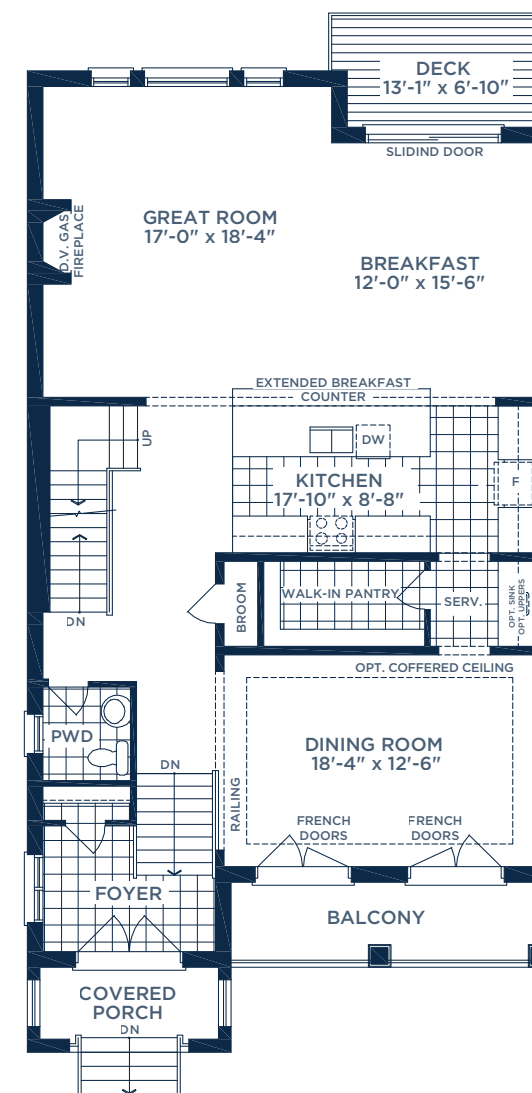 DECK
13'-1" x 6'-10"
SLIDIND DOOR
GREAT ROOM
17'-0" x 18'-4"
D.V. GAS
FIREPLACE
BREAKFAST
12'-0" x 15'-6"
EXTENDED BREAKFAST
COUNTER
UP
DW
KITCHEN
17'-10" x 8'-8"
F
DN
BROOM
WALK-IN PANTRY
SERV.
OPT. SINK
OPT. UPPERS
OPT. COFFERED CEILING
PWD
DINING ROOM
18'-4" x 12'-6"
DN
RAILING
FRENCH
DOORS
FRENCH
DOORS
FOYER
BALCONY
COVERED
PORCH
DN